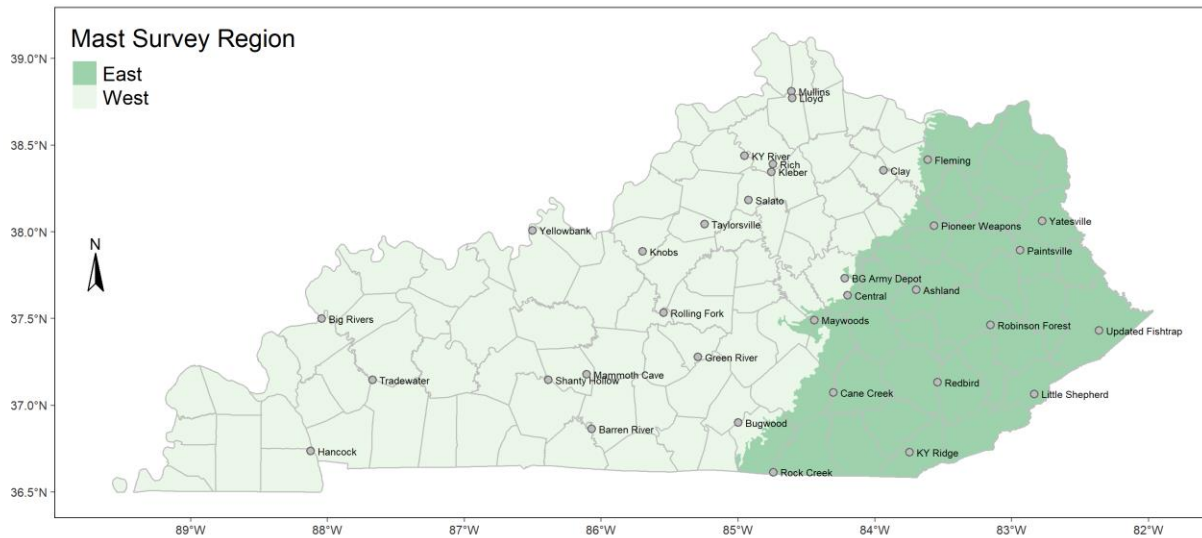 Mast Survey Region
East
West
39.0°N
38.5°N
38.0°N
37.5°N
37.0°N
36.5°N
N
Mullins
Lloyd
KY River
Rich
Kleber
Clay
Fleming
Salato
Taylorsville
Pioneer Weapons
Yatesville
Yellowbank
Knobs
Paintsville
BG Army Depot
Ashland
Central
Big Rivers
Rolling Fork
Maywoods
Robinson Forest
Updated Fishtrap
Green River
Mammoth Cave
Tradewater
Shanty Hollow
Redbird
Cane Creek
Little Shepherd
Barren River
Bugwood
Hancock
KY Ridge
Rock Creek
89°W
88°W
87°W
86°W
85°W
84°W
83°W
82°W